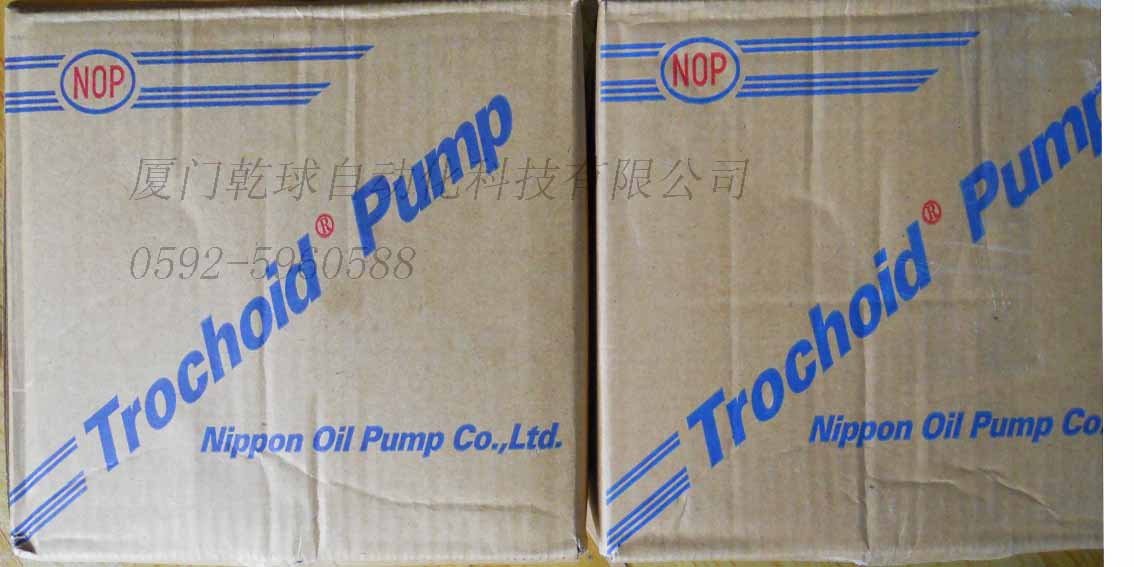 NOP
Trochoid® Pump
Nippon Oil Pump Co.,Ltd.
厦门乾球自动化科技有限公司
0592-5960588
NOP
Trochoid® Pump
Nippon Oil Pump Co.